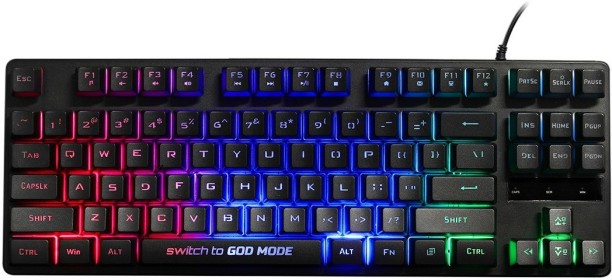 ESC F1 F2 F3 F4 F5 F6 F7 F8 F9 F10 F11 F12 PRTSC SCRLK PAUSE
~ 1! 2@ 3# 4$ 5% 6^ 7& 8* 9( 0) -_ += ← INS HOME PGUP
TAB Q W E R T Y U I O P [ ] \| DEL END PGDN
CAPSLK A S D F G H J K L : ; " '
SHIFT Z X C V B N M < , > . / ? SHIFT
CTRL Win ALT switch to GOD MODE ALT FN CTRL